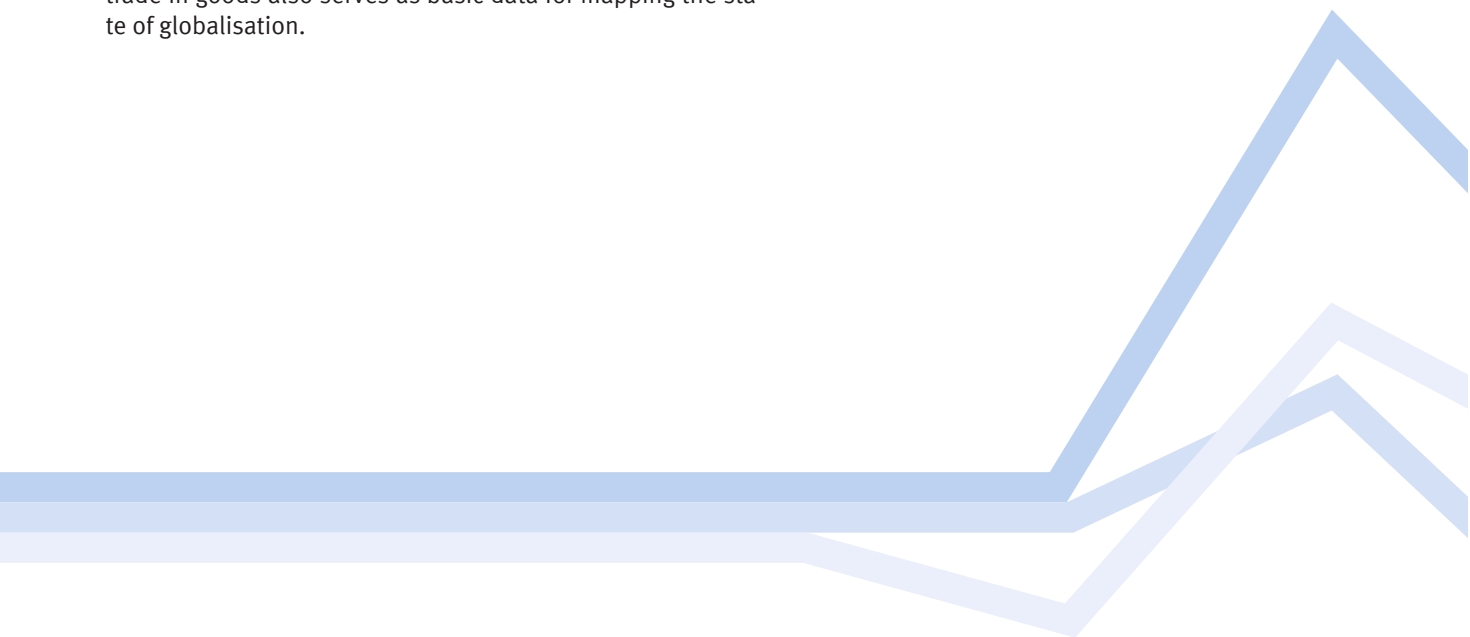 trade in goods also serves as basic data for mapping the sta-
te of globalisation.